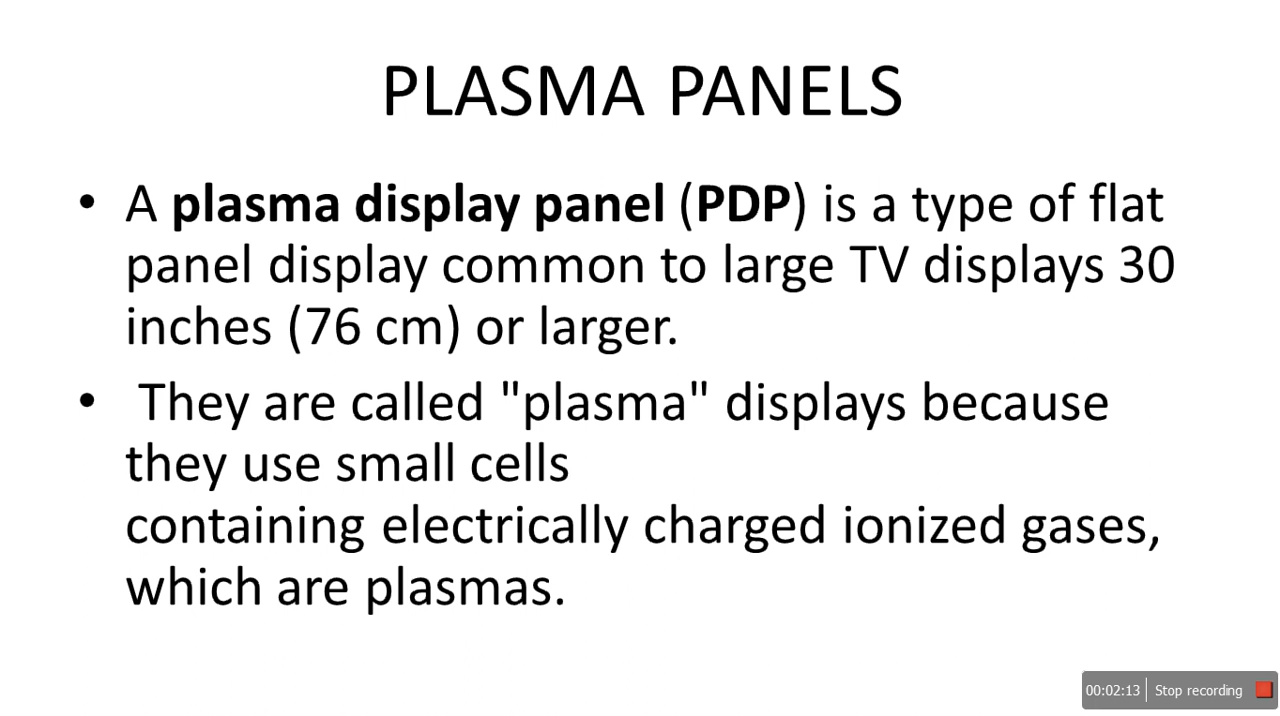 PLASMA PANELS
• A plasma display panel (PDP) is a type of flat
panel display common to large TV displays 30
inches (76 cm) or larger.
• They are called "plasma" displays because
they use small cells
containing electrically charged ionized gases,
which are plasmas.
00:02:13 Stop recording